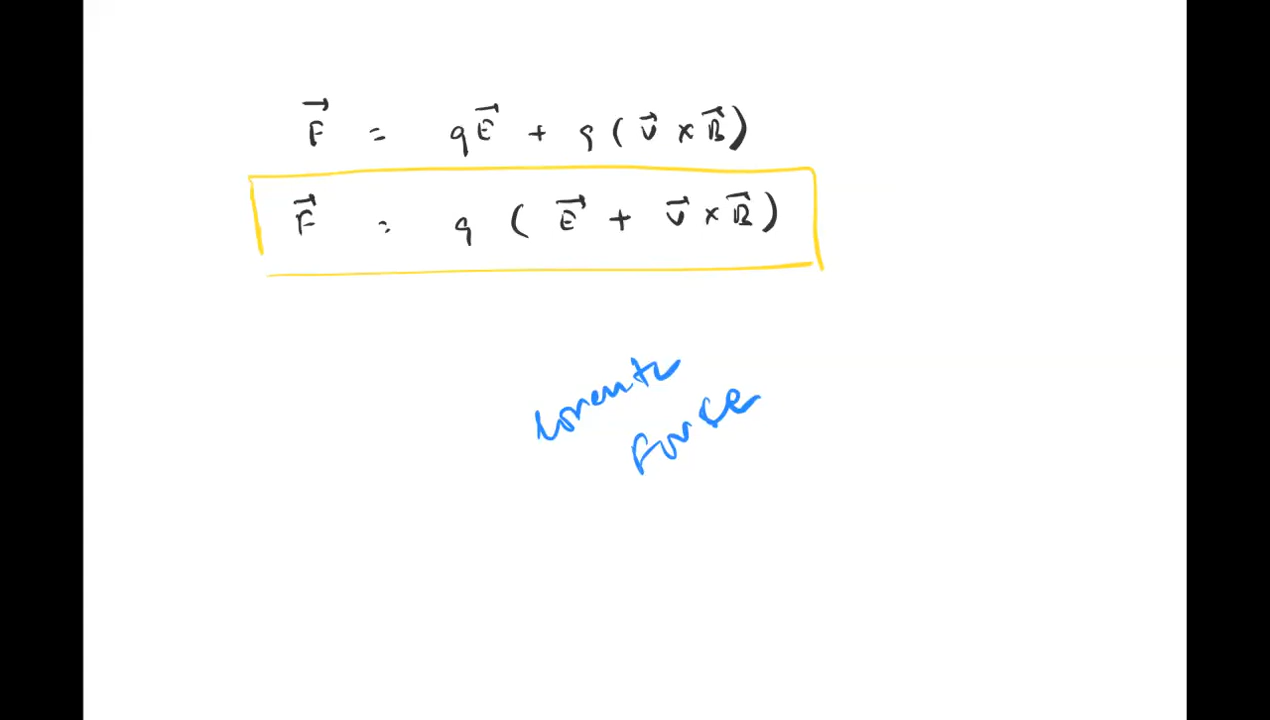 F⃗ = qE⃗ + q(v⃗ × B⃗)
F⃗ = q(E⃗ + v⃗ × B⃗)
Lorentz
Force